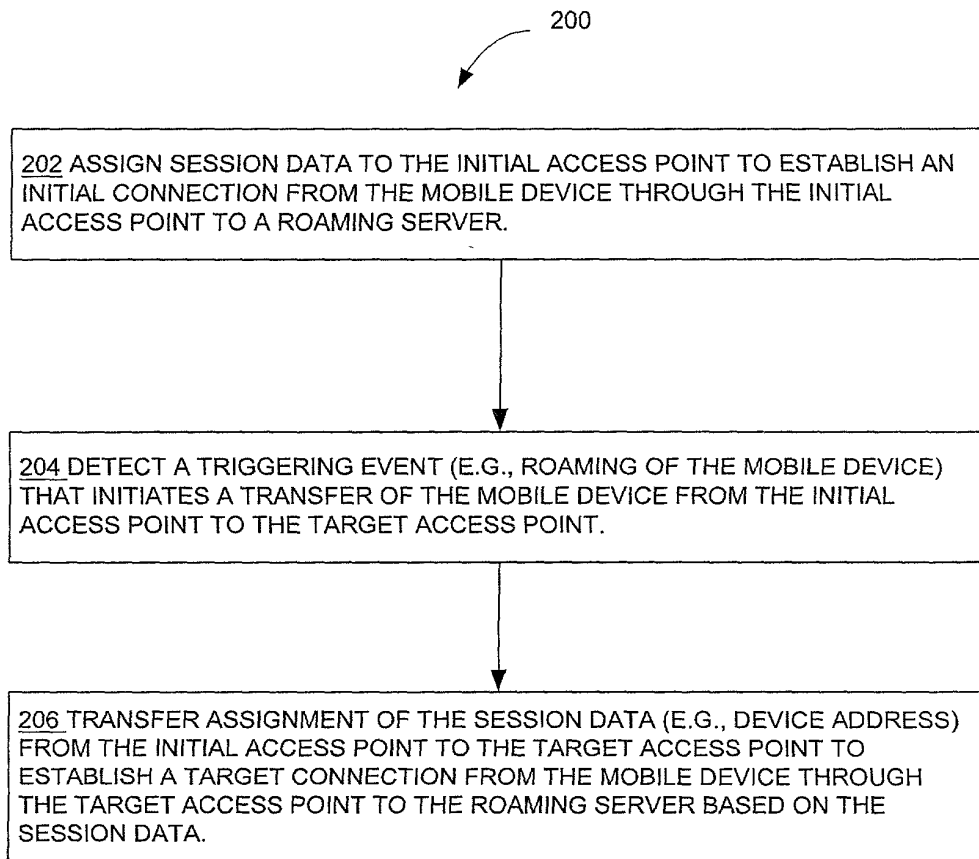 200
202 ASSIGN SESSION DATA TO THE INITIAL ACCESS POINT TO ESTABLISH AN
INITIAL CONNECTION FROM THE MOBILE DEVICE THROUGH THE INITIAL
ACCESS POINT TO A ROAMING SERVER.
204 DETECT A TRIGGERING EVENT (E.G., ROAMING OF THE MOBILE DEVICE)
THAT INITIATES A TRANSFER OF THE MOBILE DEVICE FROM THE INITIAL
ACCESS POINT TO THE TARGET ACCESS POINT.
206 TRANSFER ASSIGNMENT OF THE SESSION DATA (E.G., DEVICE ADDRESS)
FROM THE INITIAL ACCESS POINT TO THE TARGET ACCESS POINT TO
ESTABLISH A TARGET CONNECTION FROM THE MOBILE DEVICE THROUGH
THE TARGET ACCESS POINT TO THE ROAMING SERVER BASED ON THE
SESSION DATA.